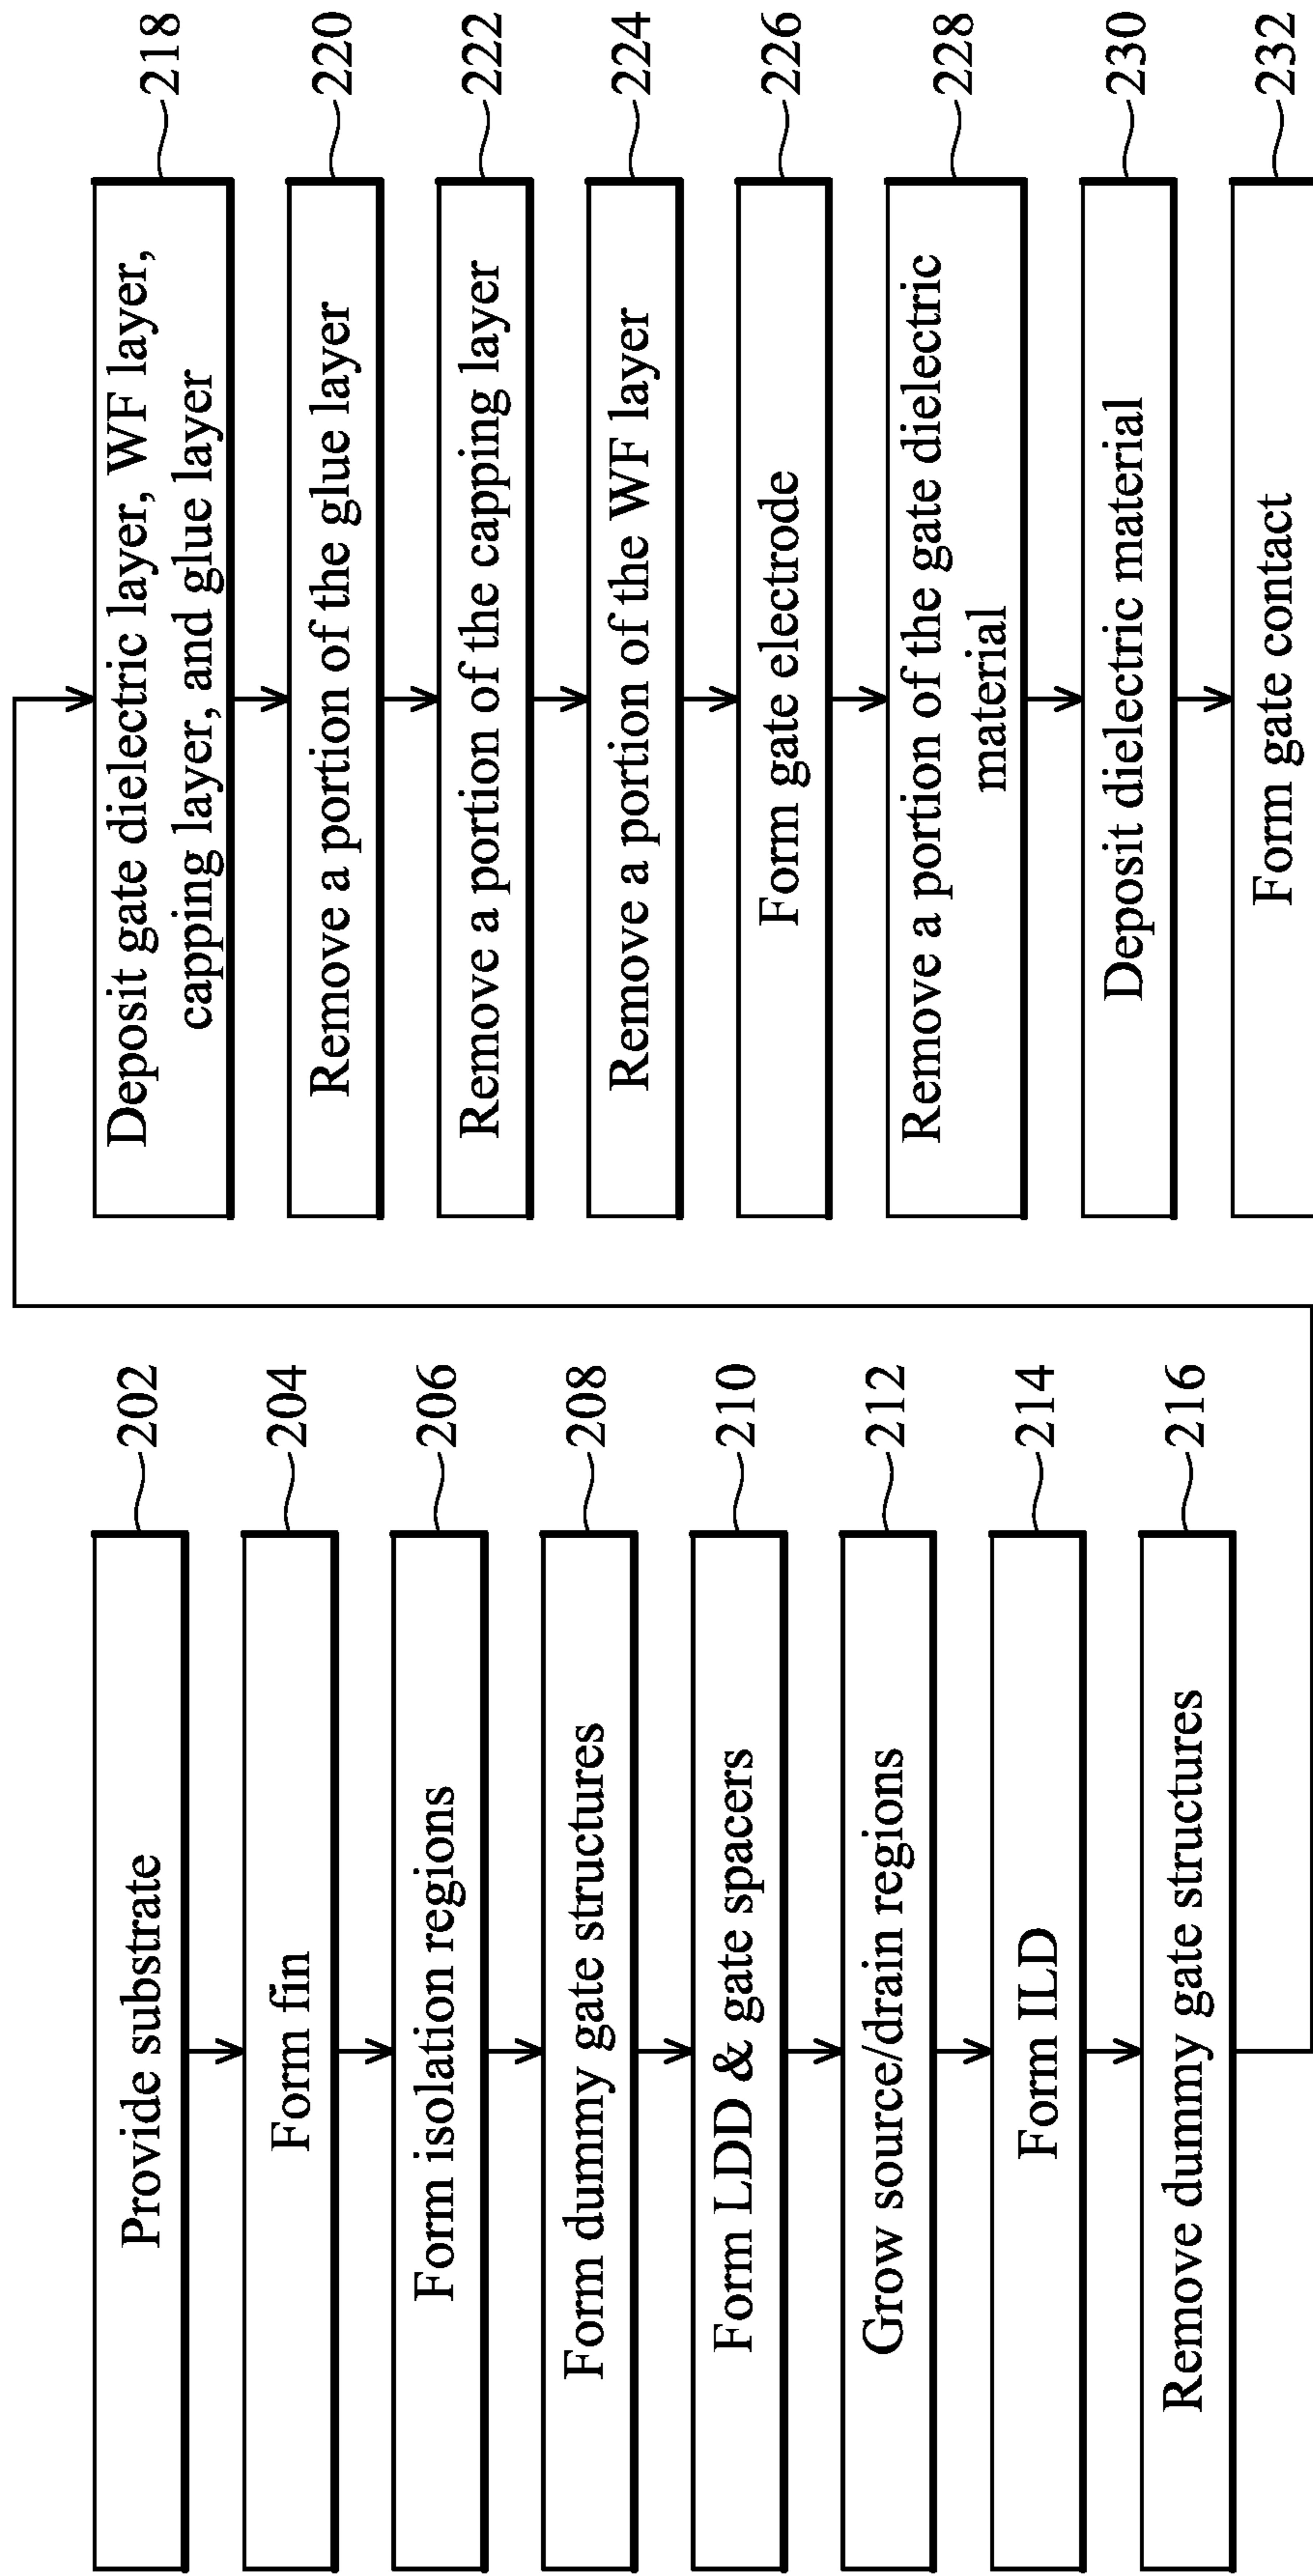 Provide substrate
202
Form fin
204
Form isolation regions
206
Form dummy gate structures
208
Form LDD & gate spacers
210
Grow source/drain regions
212
Form ILD
214
Remove dummy gate structures
216
Deposit gate dielectric layer, WF layer,
capping layer, and glue layer
218
Remove a portion of the glue layer
220
Remove a portion of the capping layer
222
Remove a portion of the WF layer
224
Form gate electrode
226
Remove a portion of the gate dielectric
material
228
Deposit dielectric material
230
Form gate contact
232